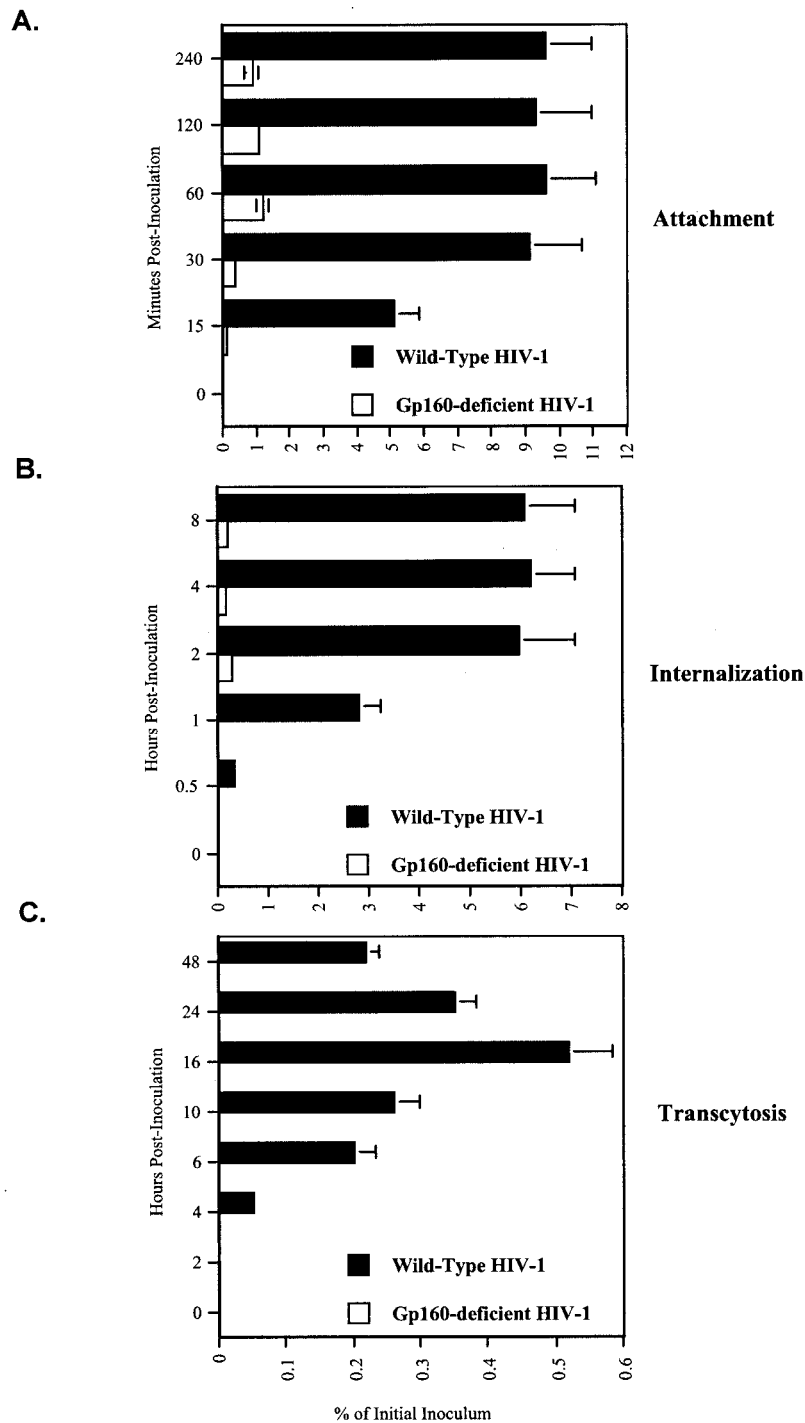 A.
Minutes Post-Inoculation
240
120
60
30
15
0
Wild-Type HIV-1
Gp160-deficient HIV-1
0 1 2 3 4 5 6 7 8 9 10 11 12
Attachment
B.
Hours Post-Inoculation
8
4
2
1
0.5
0
Wild-Type HIV-1
Gp160-deficient HIV-1
0 1 2 3 4 5 6 7 8
Internalization
C.
Hours Post-Inoculation
48
24
16
10
6
4
2
0
Wild-Type HIV-1
Gp160-deficient HIV-1
0 0.1 0.2 0.3 0.4 0.5 0.6
Transcytosis
% of Initial Inoculum